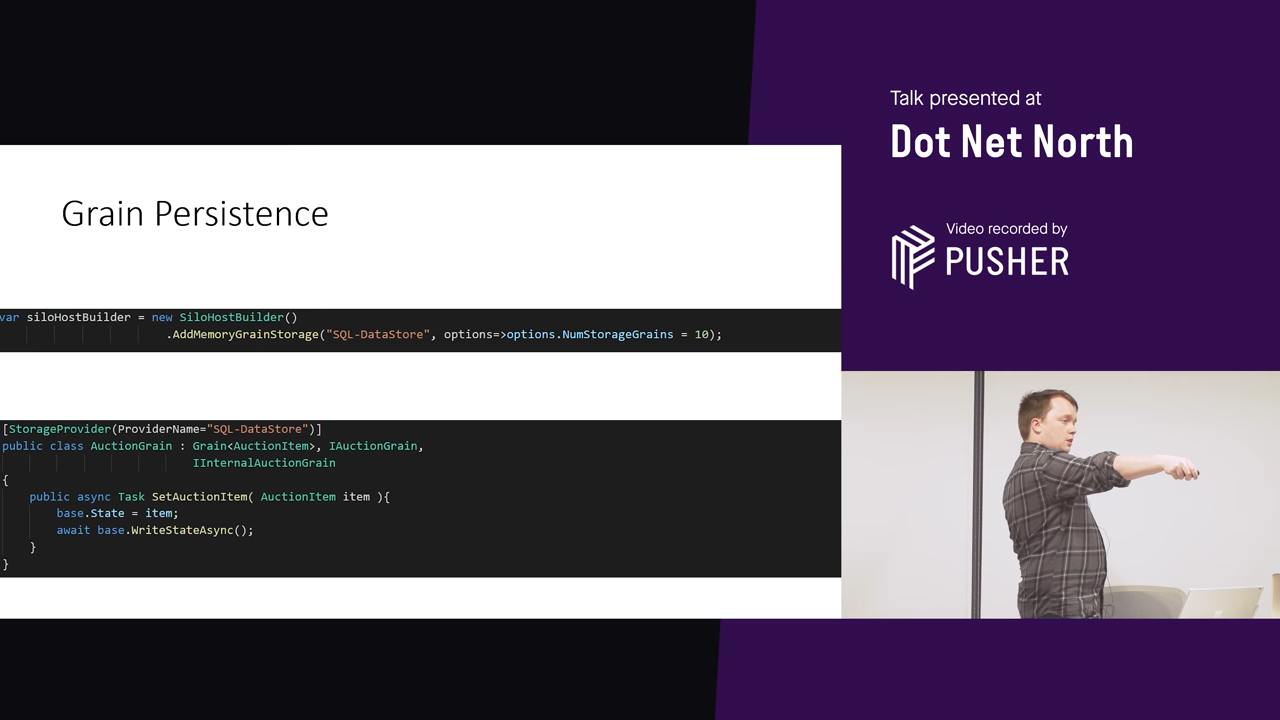 Talk presented at
Dot Net North
Video recorded by
PUSHER
Grain Persistence
var siloHostBuilder = new SiloHostBuilder()
.AddMemoryGrainStorage("SQL-DataStore", options=>options.NumStorageGrains = 10);
[StorageProvider(ProviderName="SQL-DataStore")]
public class AuctionGrain : Grain<AuctionItem>, IAuctionGrain,
IInternalAuctionGrain
{
public async Task SetAuctionItem( AuctionItem item ){
base.State = item;
await base.WriteStateAsync();
}
}